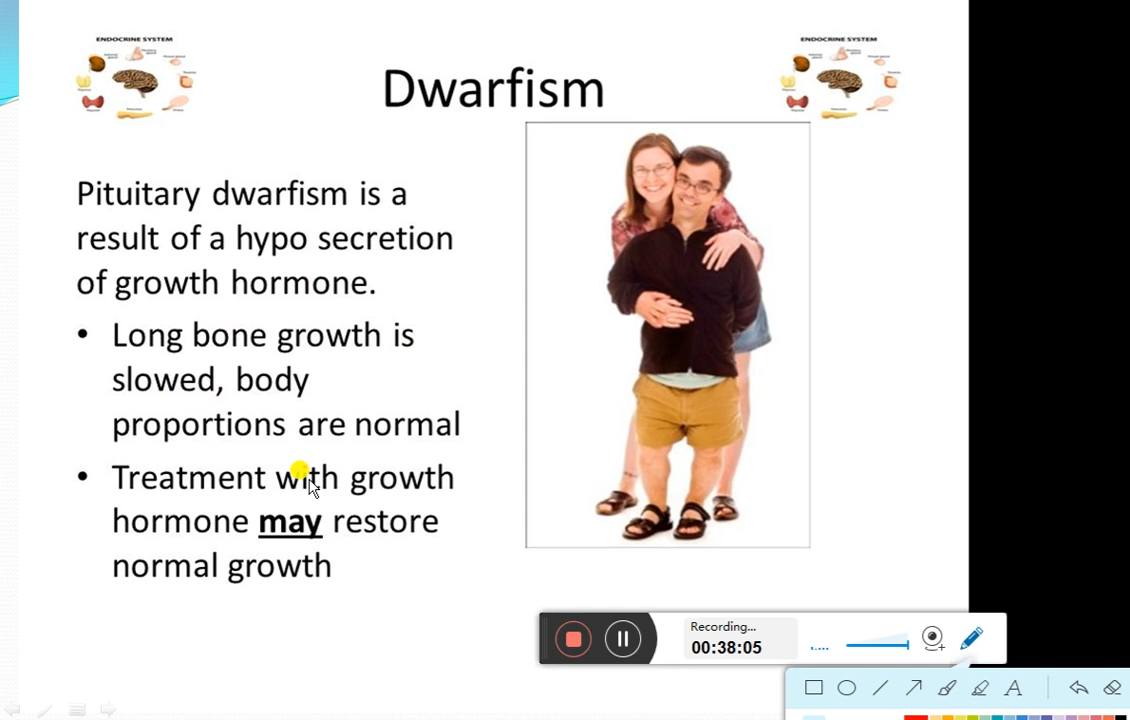 ENDOCRINE SYSTEM
ENDOCRINE SYSTEM
Dwarfism
Pituitary dwarfism is a
result of a hypo secretion
of growth hormone.
• Long bone growth is
slowed, body
proportions are normal
• Treatment with growth
hormone may restore
normal growth
Recording...
00:38:05
A